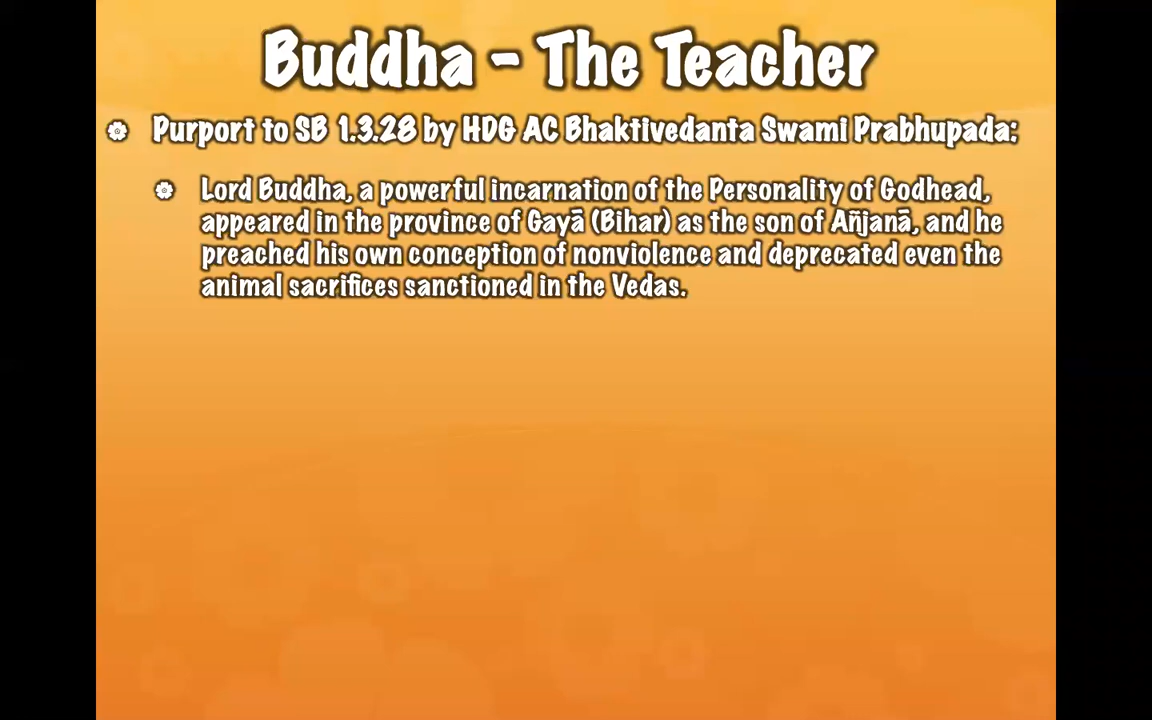 Buddha - The Teacher
Purport to SB 1.3.28 by HDG AC Bhaktivedanta Swami Prabhupada:
Lord Buddha, a powerful incarnation of the Personality of Godhead,
appeared in the province of Gayā (Bihar) as the son of Añjanā, and he
preached his own conception of nonviolence and deprecated even the
animal sacrifices sanctioned in the Vedas.